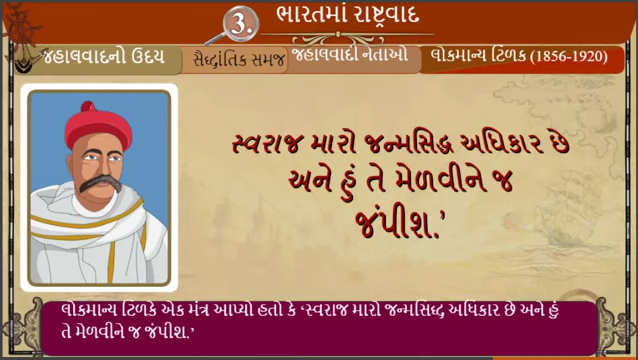 3.
ભારતમાં રાષ્ટ્રવાદ
જહાલવાદનો ઉદય
સૈદ્ધાંતિક સમજ
જહાલવાદી નેતાઓ
લોકમાન્ય ટિળક (1856-1920)
સ્વરાજ મારો જન્મસિદ્ધ અધિકાર છે
અને હું તે મેળવીને જ
જંપીશ.’
લોકમાન્ય ટિળકે એક મંત્ર આપ્યો હતો કે ‘સ્વરાજ મારો જન્મસિદ્ધ અધિકાર છે અને હું
તે મેળવીને જ જંપીશ.’